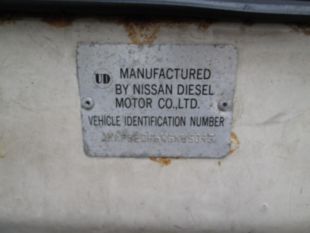 UD
MANUFACTURED
BY NISSAN DIESEL
MOTOR CO.,LTD.
VEHICLE IDENTIFICATION NUMBER